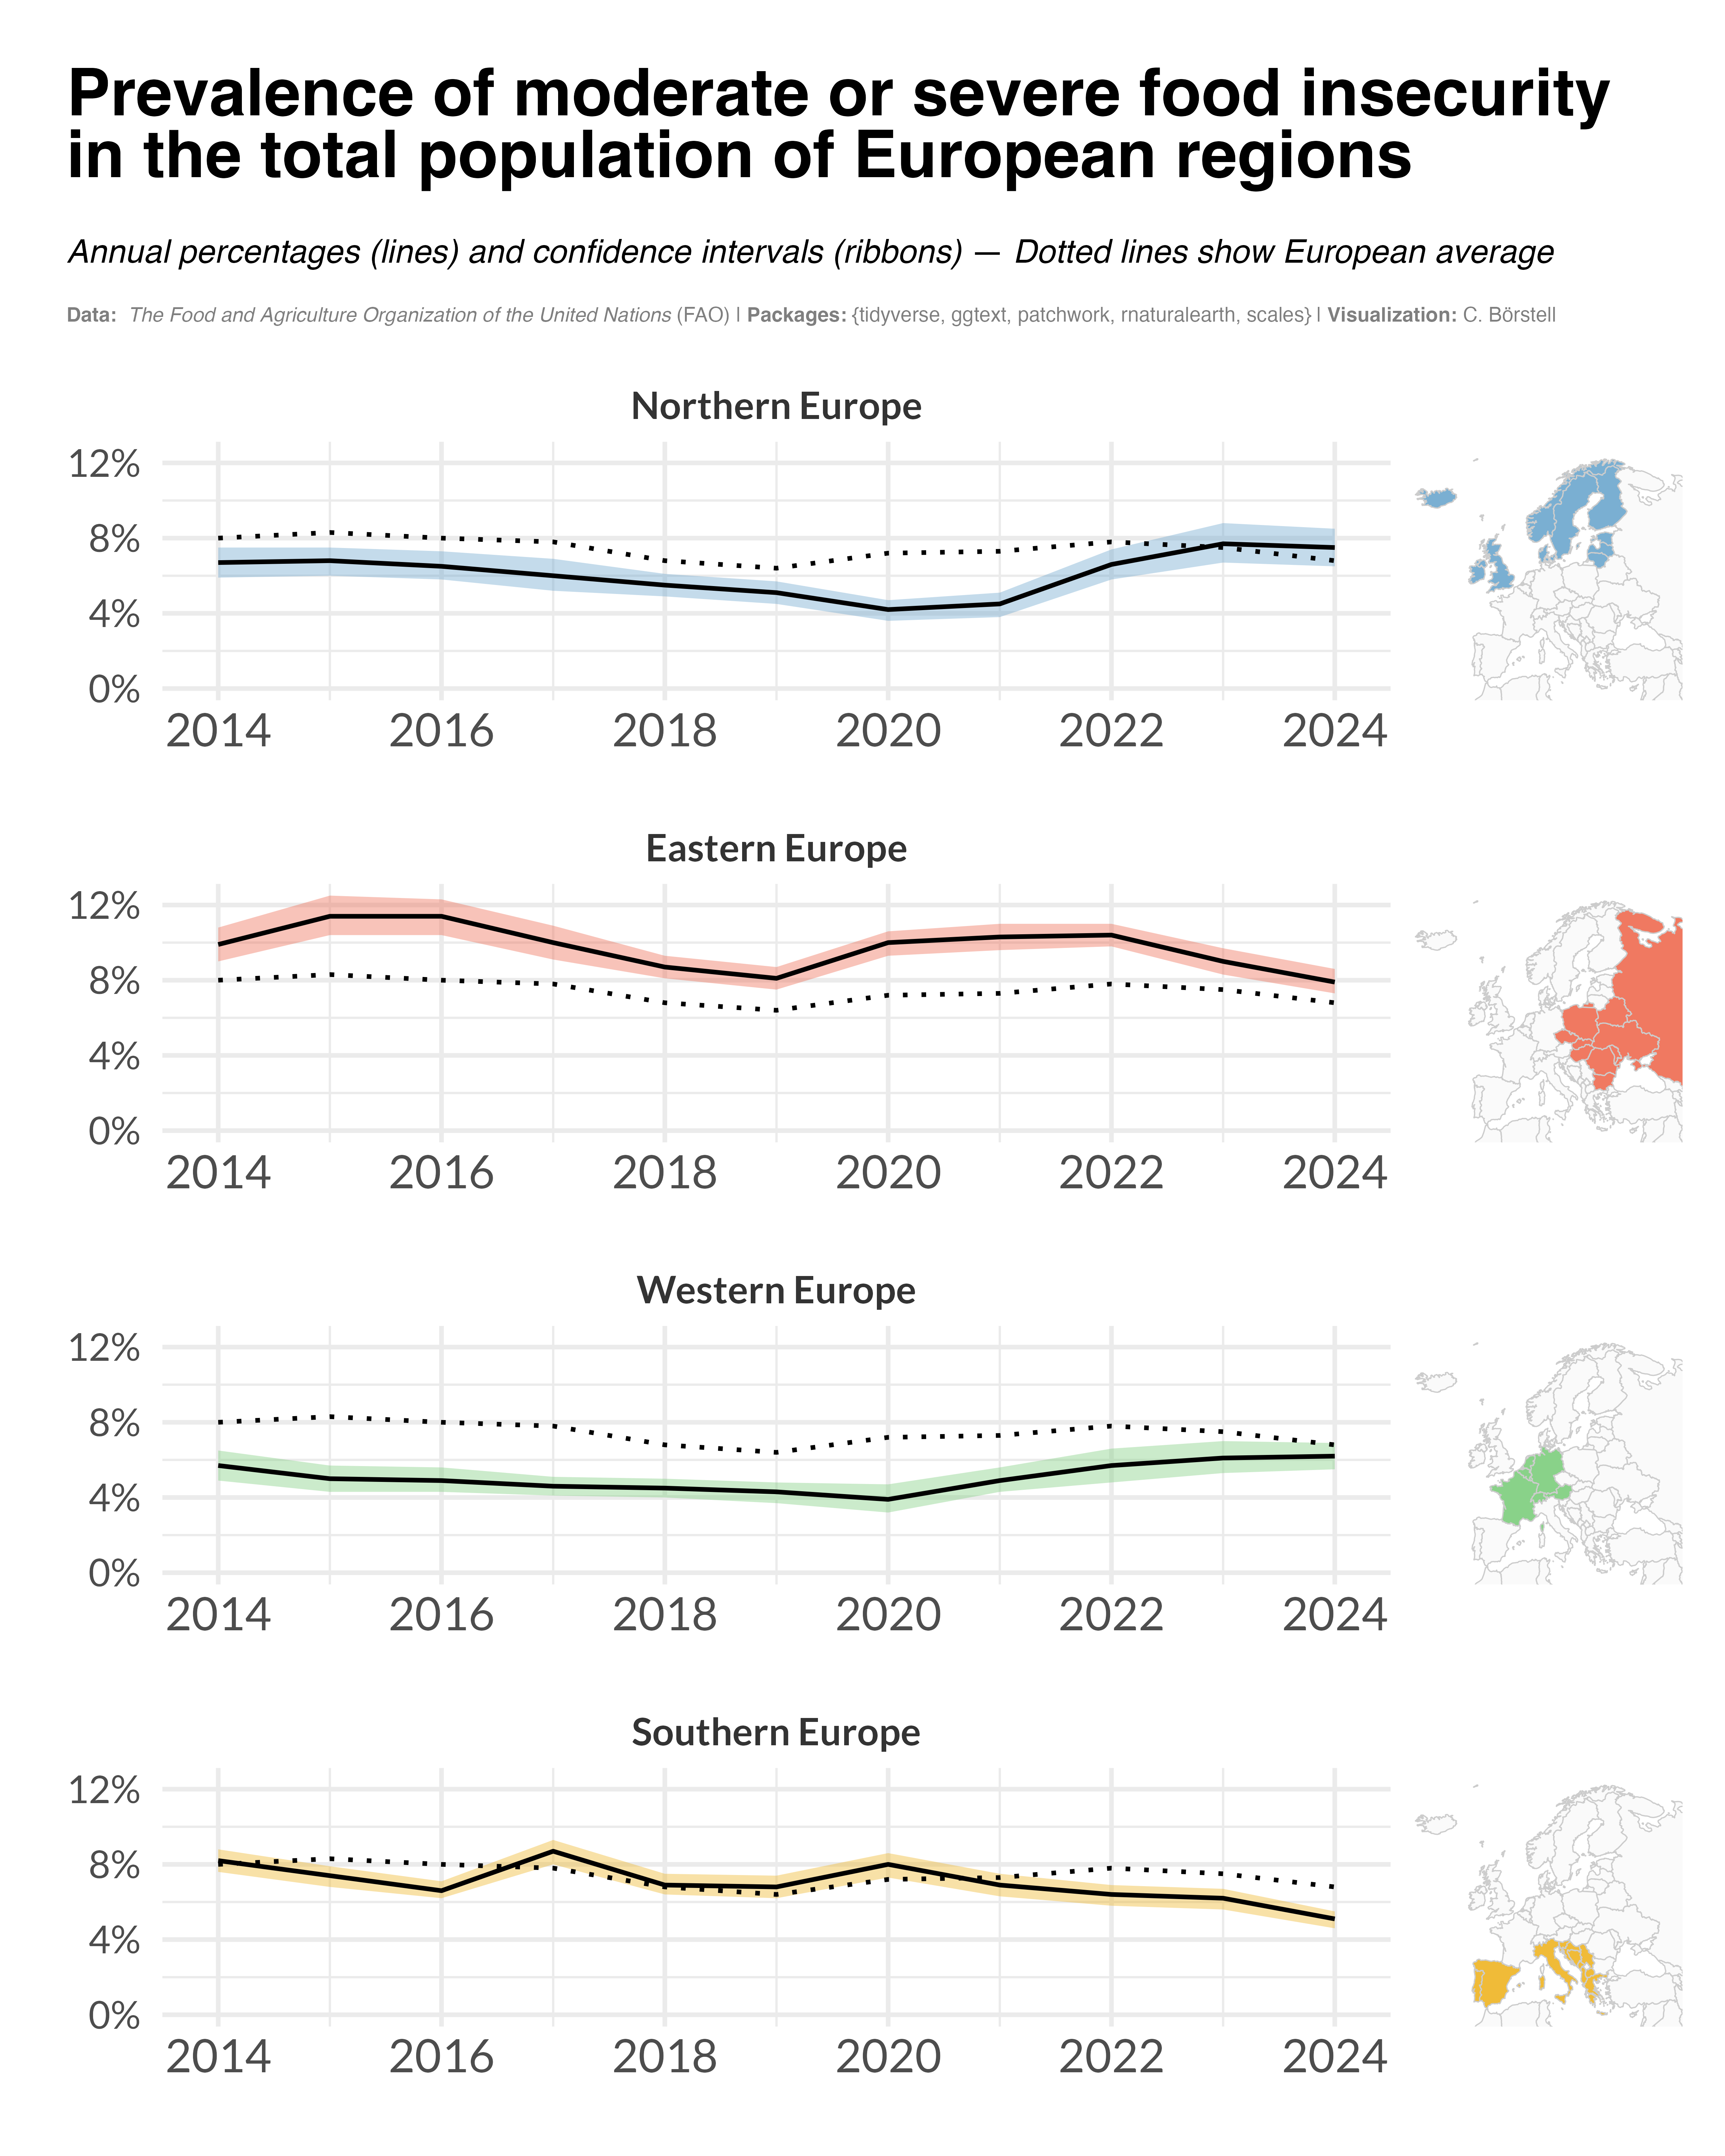 Prevalence of moderate or severe food insecurity
in the total population of European regions
Annual percentages (lines) and confidence intervals (ribbons) — Dotted lines show European average
Data: The Food and Agriculture Organization of the United Nations (FAO) | Packages: {tidyverse, ggtext, patchwork, rnaturalearth, scales} | Visualization: C. Börstell
Northern Europe
12%
8%
4%
0%
2014 2016 2018 2020 2022 2024
Eastern Europe
12%
8%
4%
0%
2014 2016 2018 2020 2022 2024
Western Europe
12%
8%
4%
0%
2014 2016 2018 2020 2022 2024
Southern Europe
12%
8%
4%
0%
2014 2016 2018 2020 2022 2024